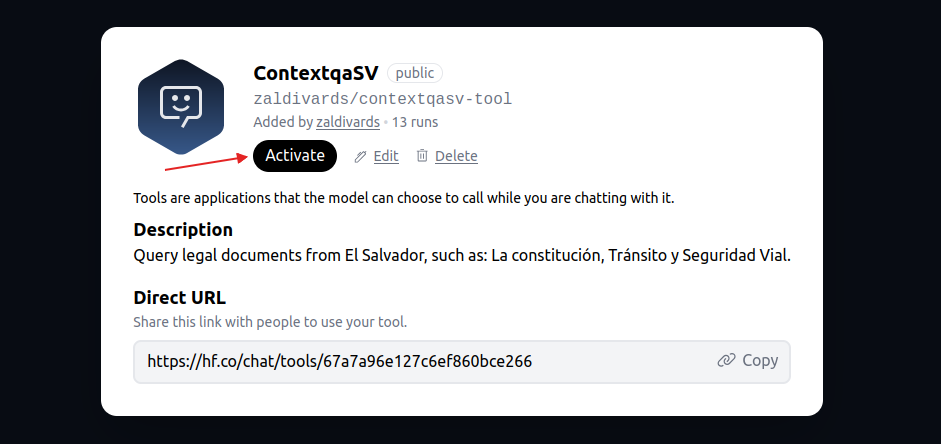 ContextqaSV public
zaldivards/contextqasv-tool
Added by zaldivards • 13 runs
Activate Edit Delete
Tools are applications that the model can choose to call while you are chatting with it.
Description
Query legal documents from El Salvador, such as: La constitución, Tránsito y Seguridad Vial.
Direct URL
Share this link with people to use your tool.
https://hf.co/chat/tools/67a7a96e127c6ef860bce266 Copy